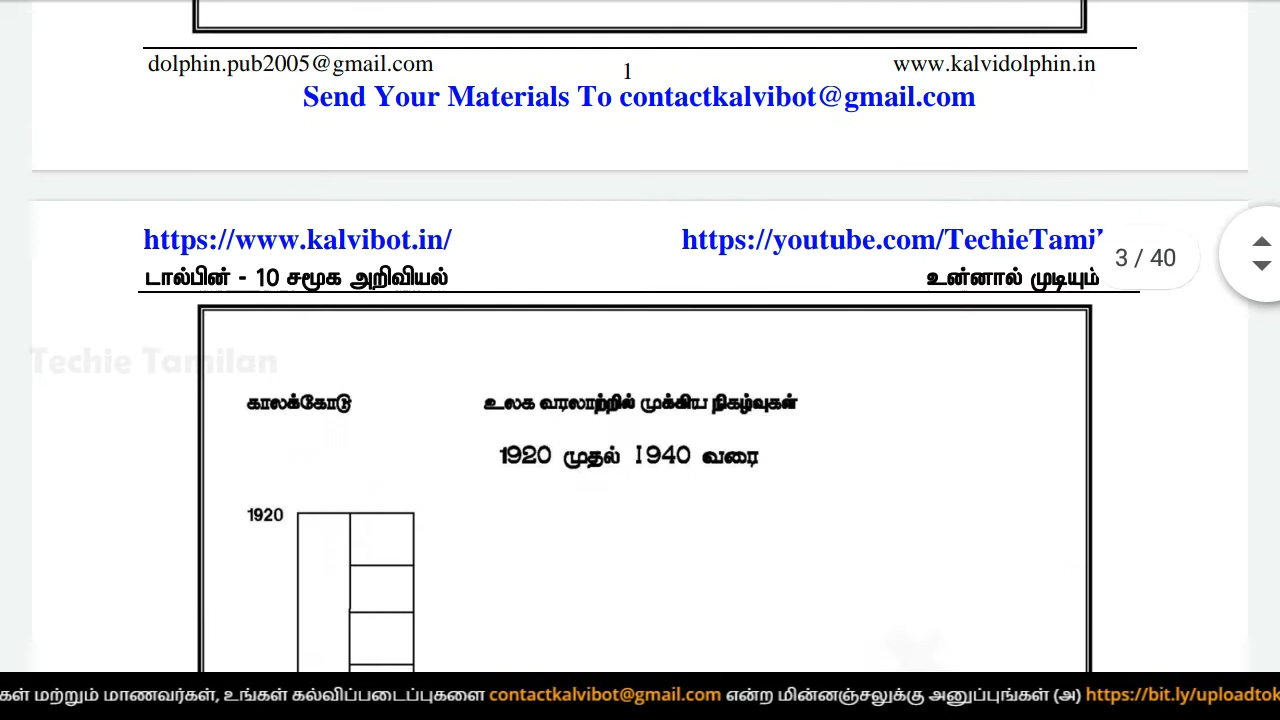 dolphin.pub2005@gmail.com
1
www.kalvidolphin.in
Send Your Materials To contactkalvibot@gmail.com
https://www.kalvibot.in/
https://youtube.com/TechieTamil
3 / 40
டால்பின் - 10 சமூக அறிவியல்
உன்னால் முடியும்
Techie Tamilan
காலக்கோடு
உலக வரலாற்றில் முக்கிய நிகழ்வுகள்
1920 முதல் 1940 வரை
1920
கள் மற்றும் மாணவர்கள், உங்கள் கல்விப்படைப்புகளை contactkalvibot@gmail.com என்ற மின்னஞ்சலுக்கு அனுப்புங்கள் (அ) https://bit.ly/uploadtok